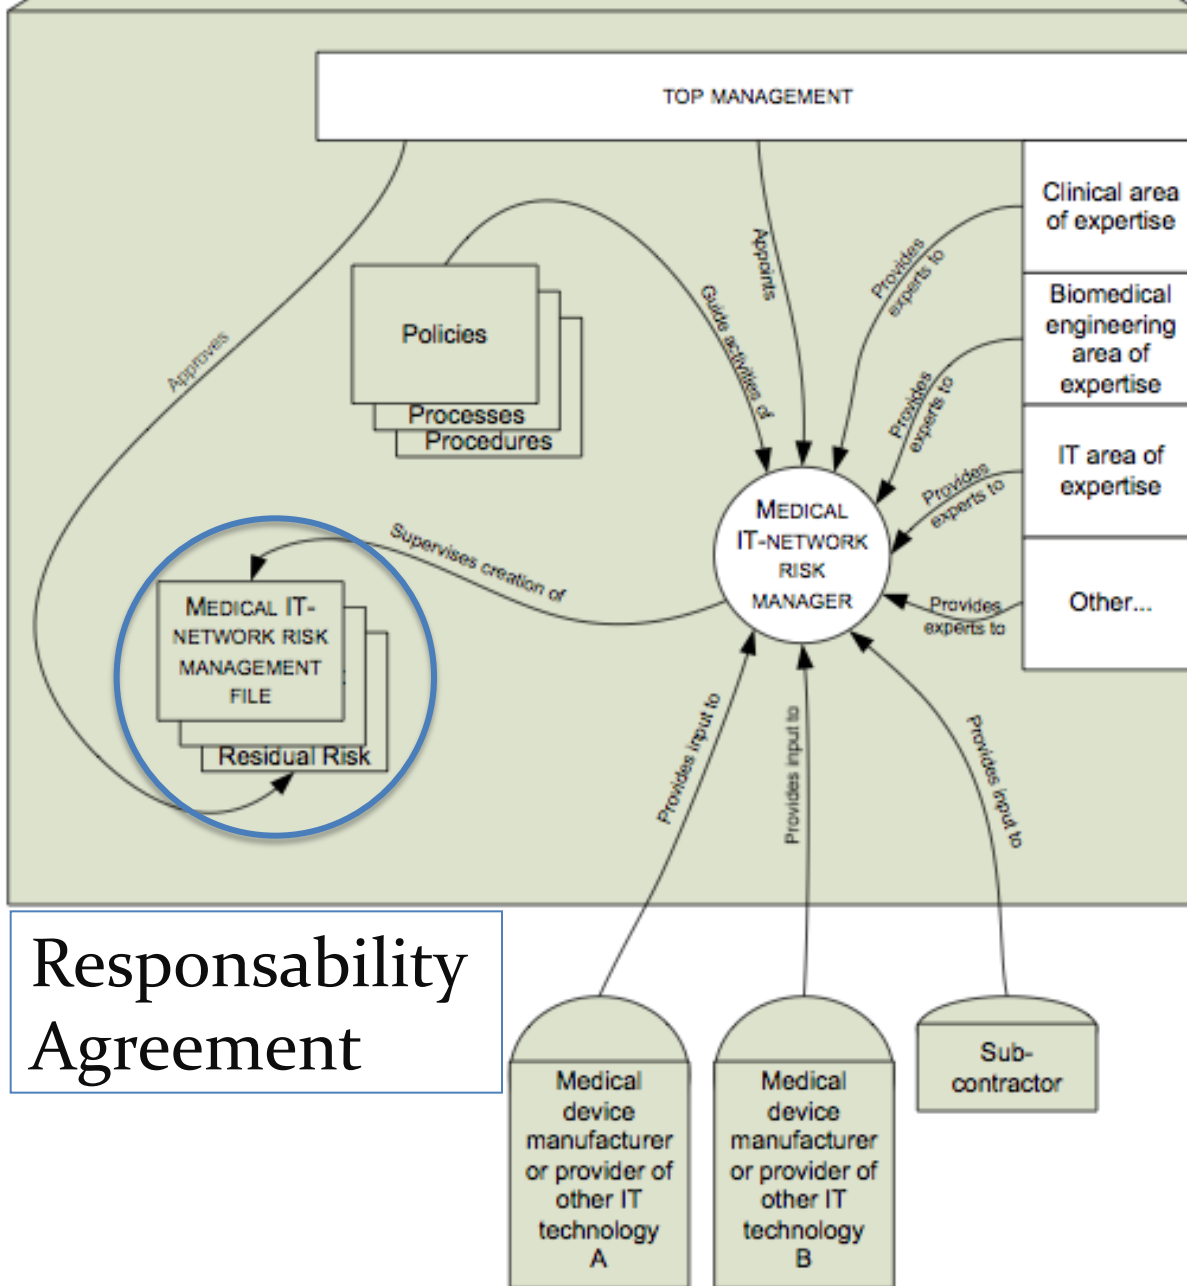 TOP MANAGEMENT
Clinical area
of expertise
Biomedical
engineering
area of
expertise
IT area of
expertise
Other...
Approves
Guide activities of
Appoints
Provides
experts to
Provides
experts to
Provides
experts to
Provides
experts to
Policies
Processes
Procedures
MEDICAL
IT-NETWORK
RISK
MANAGER
Supervises creation of
MEDICAL IT-
NETWORK RISK
MANAGEMENT
FILE
Residual Risk
Provides input to
Provides input to
Provides input to
Responsability
Agreement
Medical
device
manufacturer
or provider of
other IT
technology
A
Medical
device
manufacturer
or provider of
other IT
technology
B
Sub-
contractor